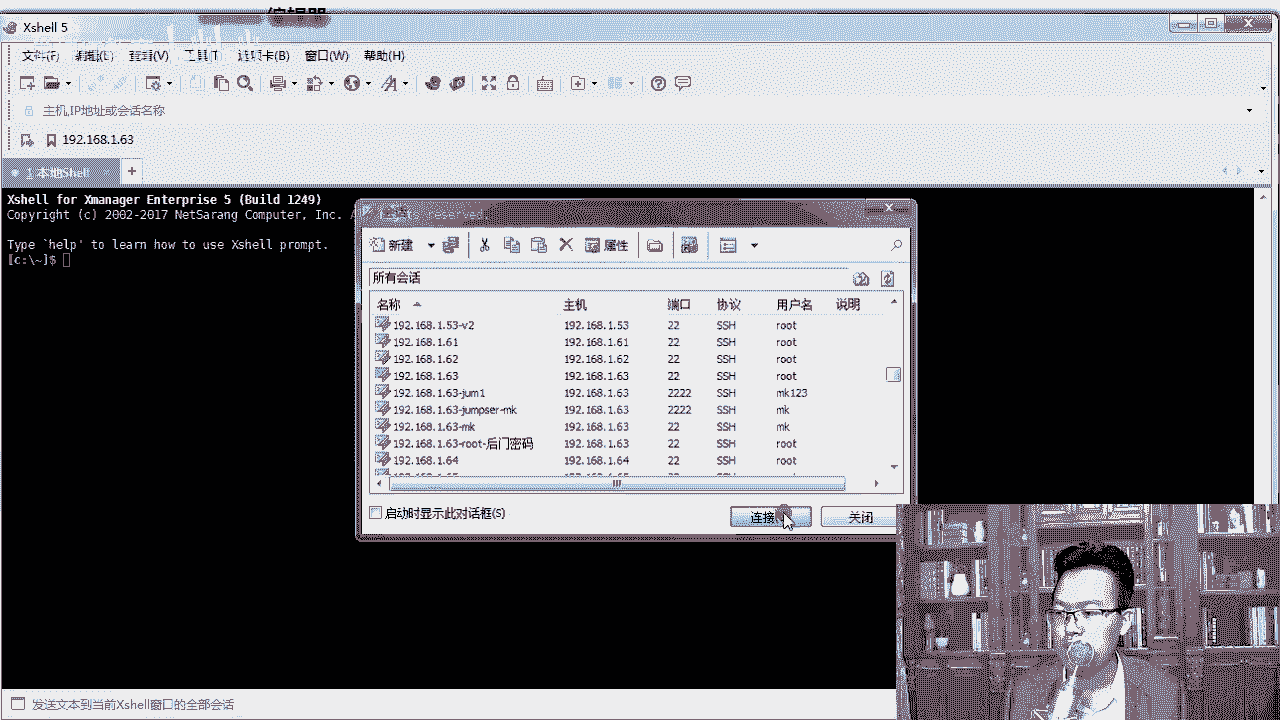 编辑器
Xshell 5
文件(F) 编辑(E) 查看(V) 工具(T) 选项卡(B) 窗口(W) 帮助(H)
主机,IP地址或会话名称
192.168.1.63
1 本地Shell
Xshell for Xmanager Enterprise 5 (Build 1249)
Copyright (c) 2002-2017 NetSarang Computer, Inc. All rights reserved.
Type `help' to learn how to use Xshell prompt.
[c:\~]$
会话
新建 属性
所有会话
名称 主机 端口 协议 用户名 说明
192.168.1.53-v2 192.168.1.53 22 SSH root
192.168.1.61 192.168.1.61 22 SSH root
192.168.1.62 192.168.1.62 22 SSH root
192.168.1.63 192.168.1.63 22 SSH root
192.168.1.63-jum1 192.168.1.63 2222 SSH mk123
192.168.1.63-jumpser-mk 192.168.1.63 2222 SSH mk
192.168.1.63-mk 192.168.1.63 22 SSH mk
192.168.1.63-root-后门密码 192.168.1.63 22 SSH root
192.168.1.64 192.168.1.64 22 SSH root
启动时显示此对话框(S)
连接 关闭
发送文本到当前Xshell窗口的全部会话